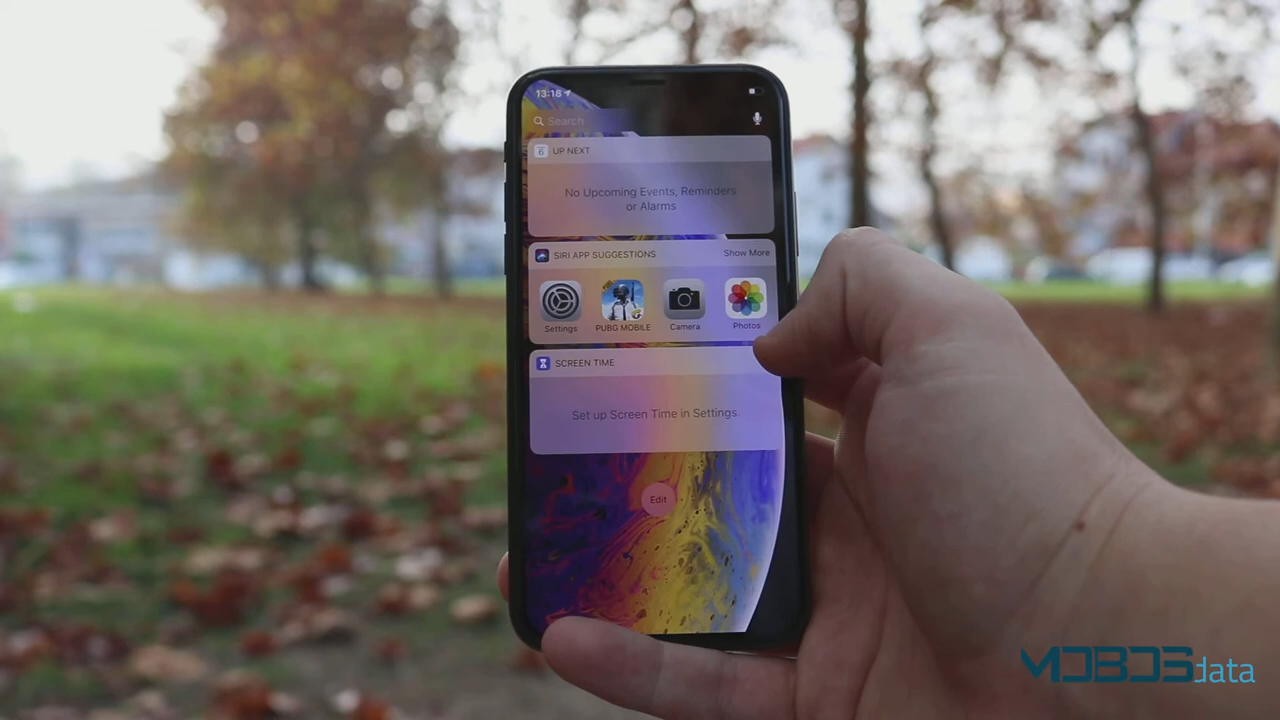 13:18
Search
6
UP NEXT
No Upcoming Events, Reminders
or Alarms
SIRI APP SUGGESTIONS
Show More
Settings
PUBG MOBILE
Camera
Photos
SCREEN TIME
Set up Screen Time in Settings.
Edit
MOBOSdata